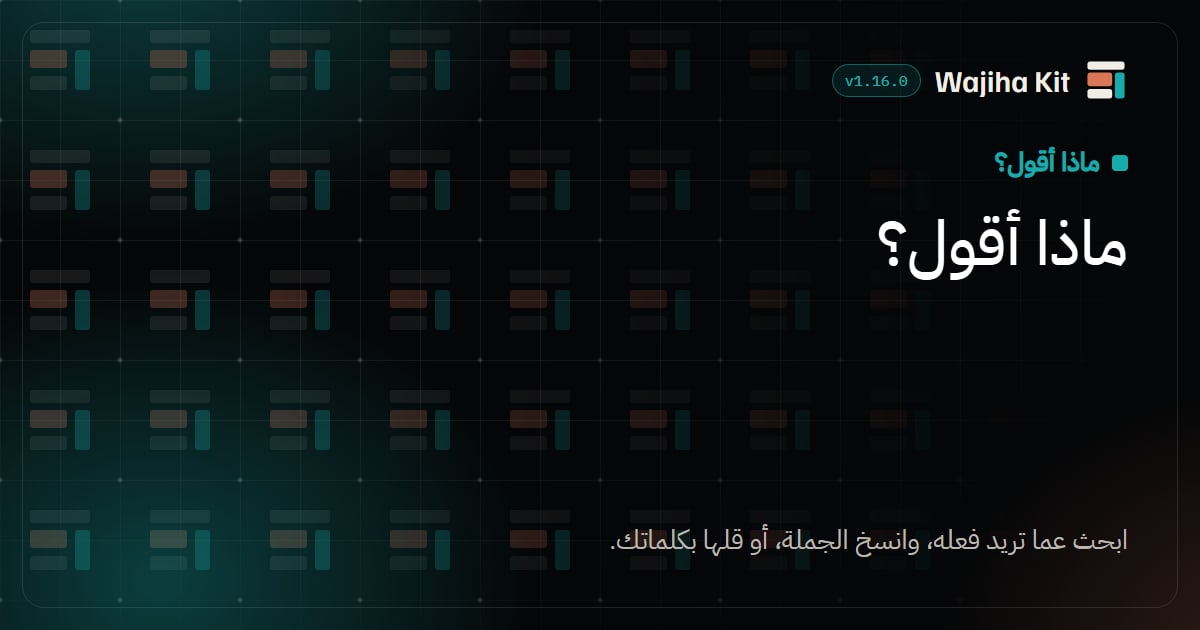 Wajiha Kit v1.16.0
ماذا أقول؟
ماذا أقول؟
ابحث عما تريد فعله، وانسخ الجملة، أو قلها بكلماتك.